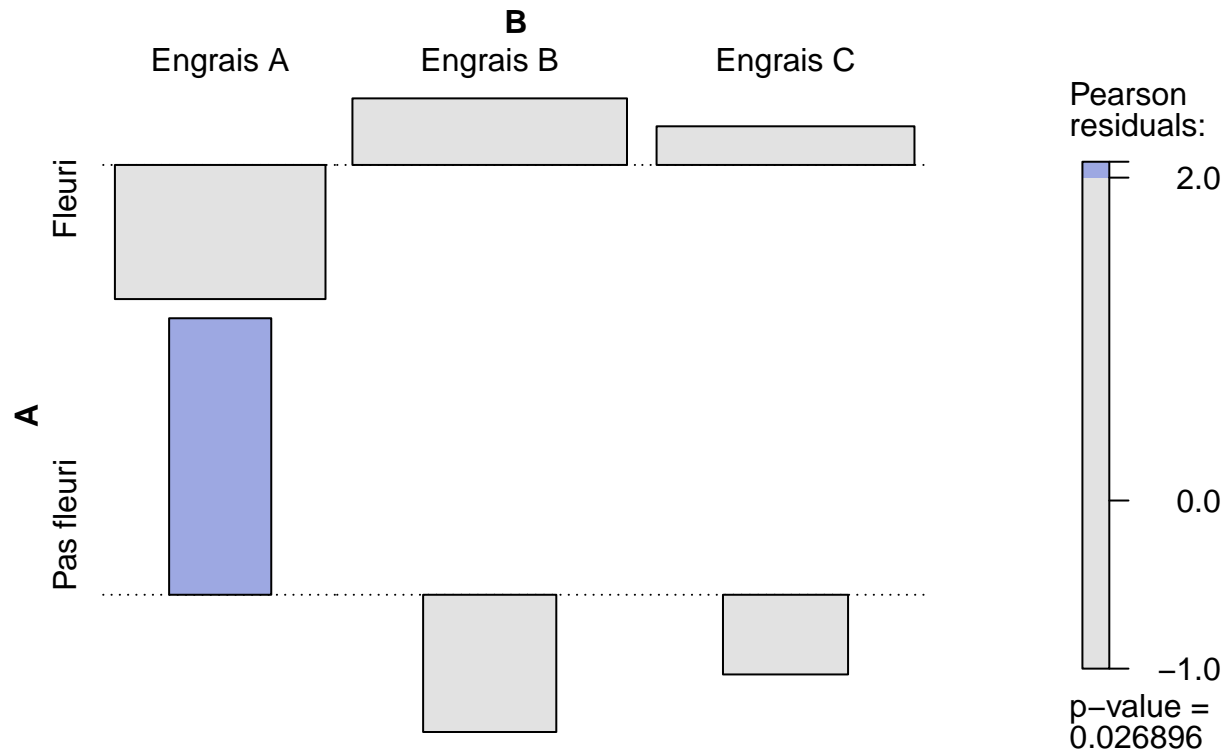 B
Engrais A Engrais B Engrais C
Fleuri
A
Pas fleuri
Pearson
residuals:
2.0
0.0
−1.0
p−value =
0.026896